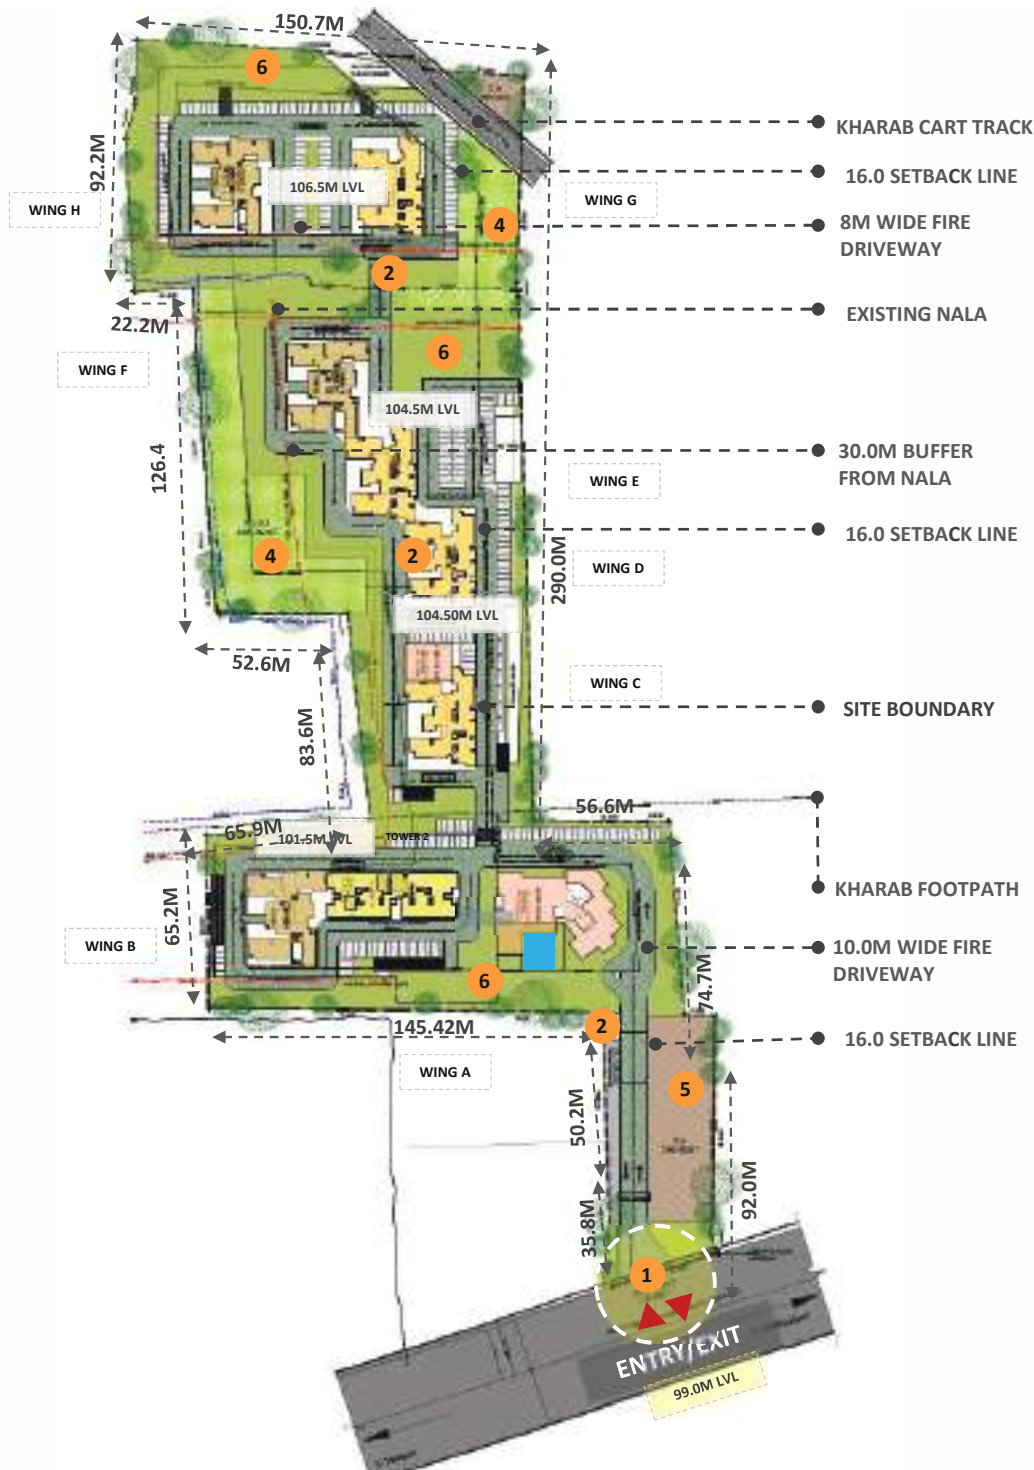 150.7M
6
KHARAB CART TRACK
92.2M
16.0 SETBACK LINE
106.5M LVL
WING H
WING G
4
8M WIDE FIRE
DRIVEWAY
2
22.2M
EXISTING NALA
WING F
6
104.5M LVL
126.4
30.0M BUFFER
FROM NALA
WING E
16.0 SETBACK LINE
4
2
290.0M
WING D
104.50M LVL
52.6M
WING C
83.6M
SITE BOUNDARY
56.6M
65.9M
101.5M LVL
TOWER 2
KHARAB FOOTPATH
65.2M
WING B
10.0M WIDE FIRE
DRIVEWAY
6
74.7M
145.42M
2
16.0 SETBACK LINE
WING A
5
50.2M
92.0M
35.8M
1
ENTRY/EXIT
99.0M LVL